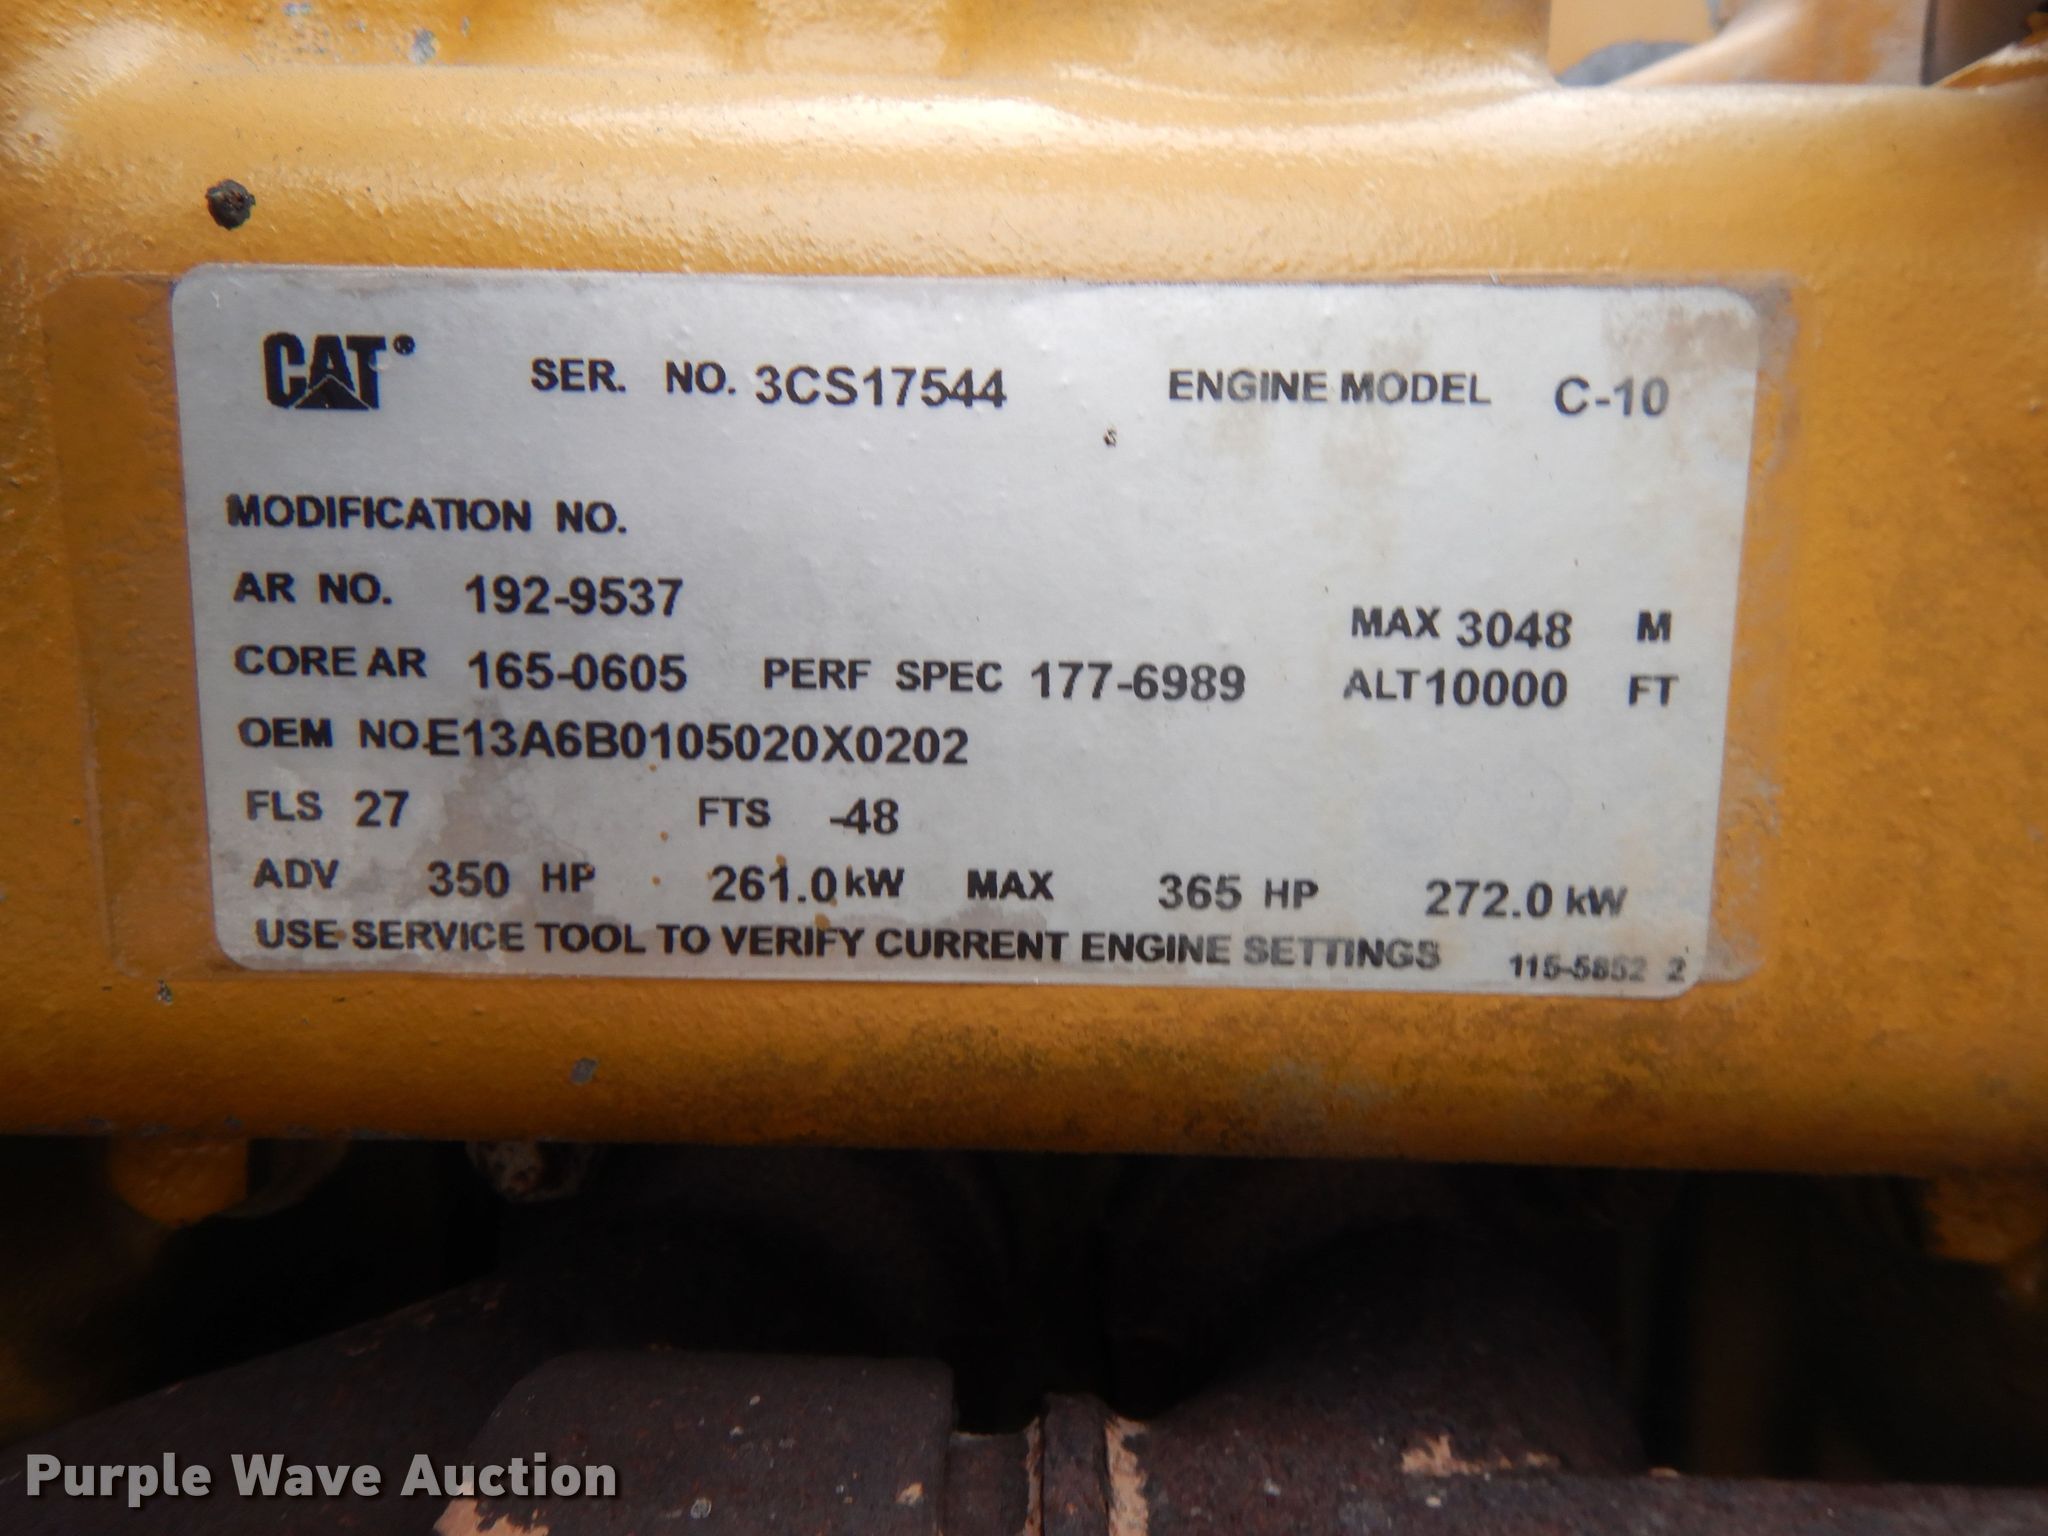 CAT® SER. NO. 3CS17544 ENGINE MODEL C-10
MODIFICATION NO.
AR NO. 192-9537 MAX 3048 M
CORE AR 165-0605 PERF SPEC 177-6989 ALT 10000 FT
OEM NO. E13A6B0105020X0202
FLS 27 FTS -48
ADV 350 HP 261.0 kW MAX 365 HP 272.0 kW
USE SERVICE TOOL TO VERIFY CURRENT ENGINE SETTINGS 115-5852 2
Purple Wave Auction